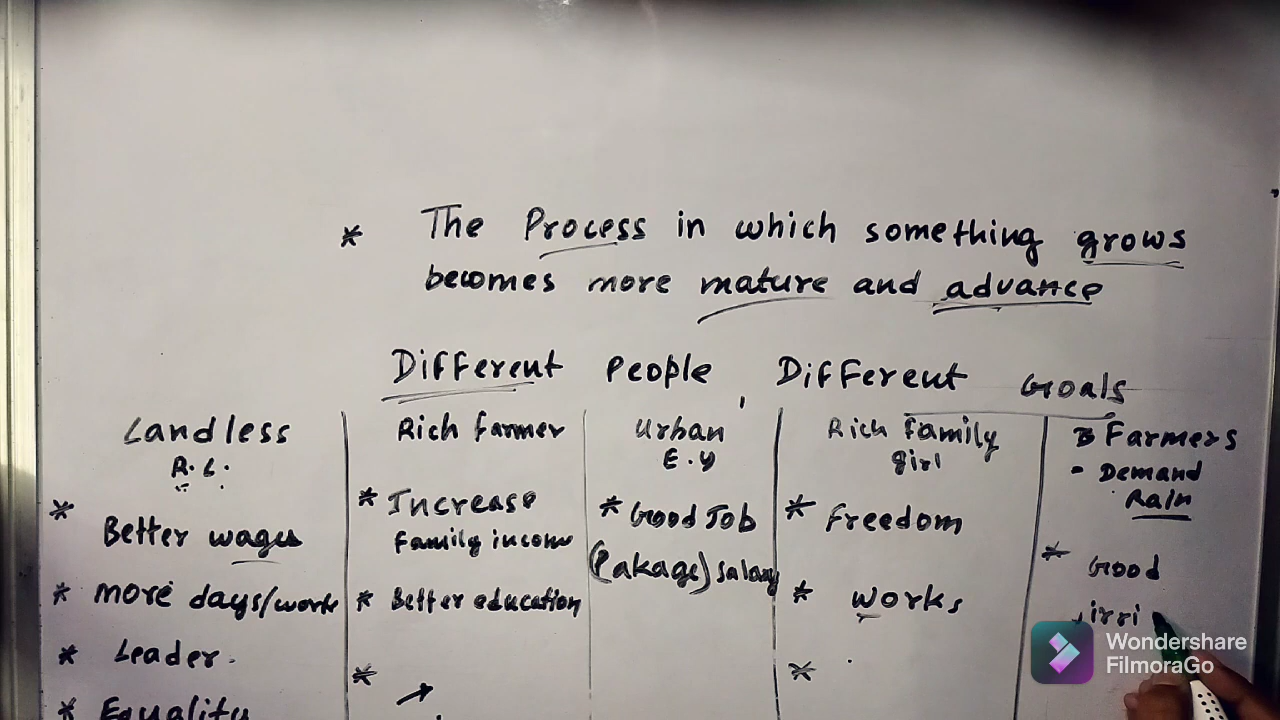 * The Process in which something grows
becomes more mature and advance
Different People, Different Goals
Landless
R.L.
* Better wages
* more days/work
* Leader.
* Equality
Rich farmer
* Increase
family income
* Better education
*
Urban
E.Y
* Good Job
(Pakage) salary
Rich Family
girl
* Freedom
* works
*
Farmers
- Demand
Rain
* Good
irri
Wondershare
FilmoraGo